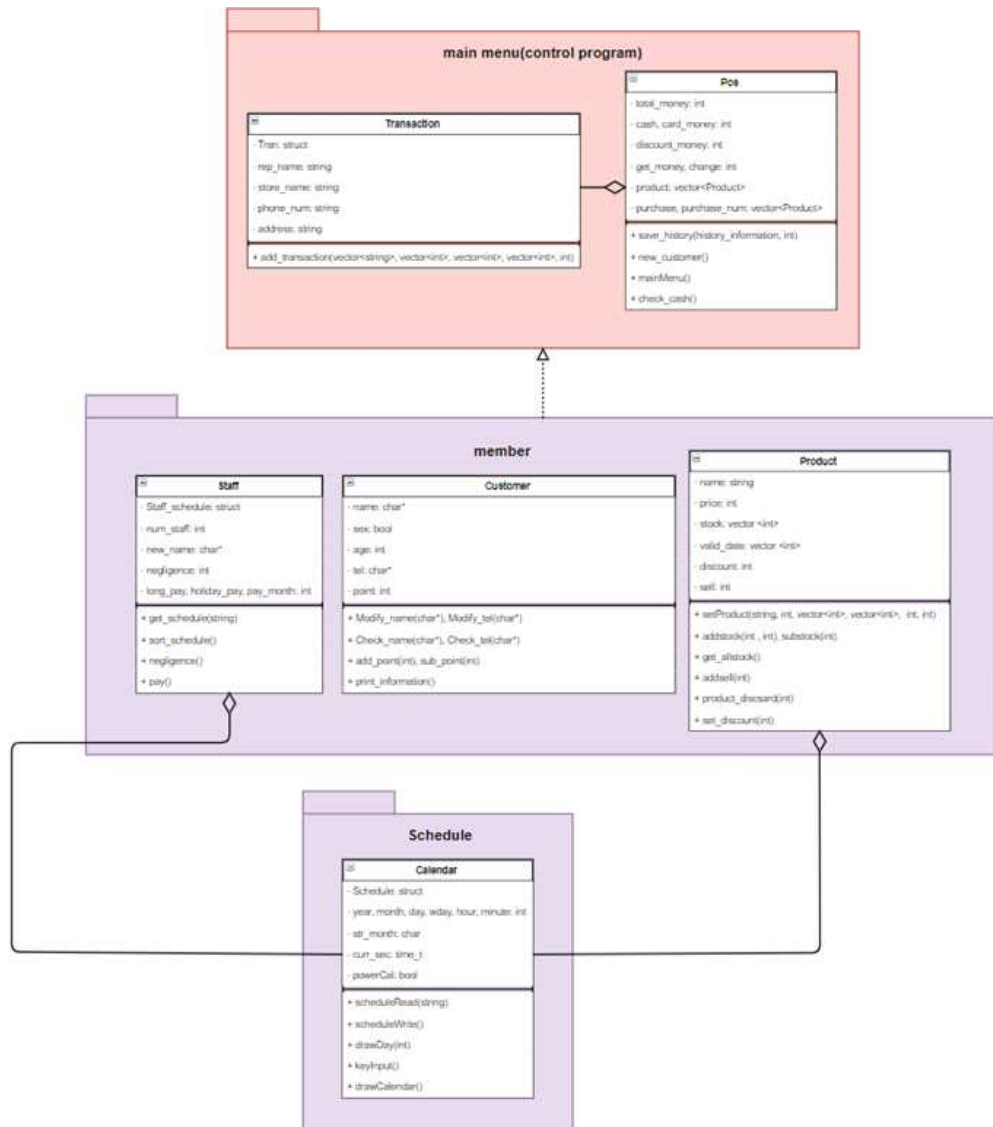 main menu(control program)
Transaction
- Tran: struct
- rep_name: string
- store_name: string
- phone_num: string
- address: string
+ add_transaction(vector<string>, vector<int>, vector<int>, vector<int>, int)
Pos
- total_money: int
- cash, card_money: int
- discount_money: int
- get_money, change: int
- product: vector<Product>
- purchase, purchase_num: vector<Product>
+ save_history(history_information, int)
+ new_customer()
+ mainMenu()
+ check_cash()
member
Staff
- Staff_schedule: struct
- num_staff: int
- new_name: char*
- negligence: int
- long_pay, holiday_pay, pay_month: int
+ get_schedule(string)
+ sort_schedule()
+ negligence()
+ pay()
Customer
- name: char*
- sex: bool
- age: int
- tel: char*
- point: int
+ Modify_name(char*), Modify_tel(char*)
+ Check_name(char*), Check_tel(char*)
+ add_point(int), sub_point(int)
+ print_information()
Product
- name: string
- price: int
- stock: vector <int>
- valid_date: vector <int>
- discount: int
- sell: int
+ setProduct(string, int, vector<int>, vector<int>, int, int)
+ addstock(int , int), substock(int)
+ get_allstock()
+ addsell(int)
+ product_discsard(int)
+ set_discount(int)
Schedule
Calendar
- Schedule: struct
- year, month, day, wday, hour, minute: int
- str_month: char
- curr_sec: time_t
- powerCal: bool
+ scheduleRead(string)
+ scheduleWrite()
+ drawDay(int)
+ keyInput()
+ drawCalendar()